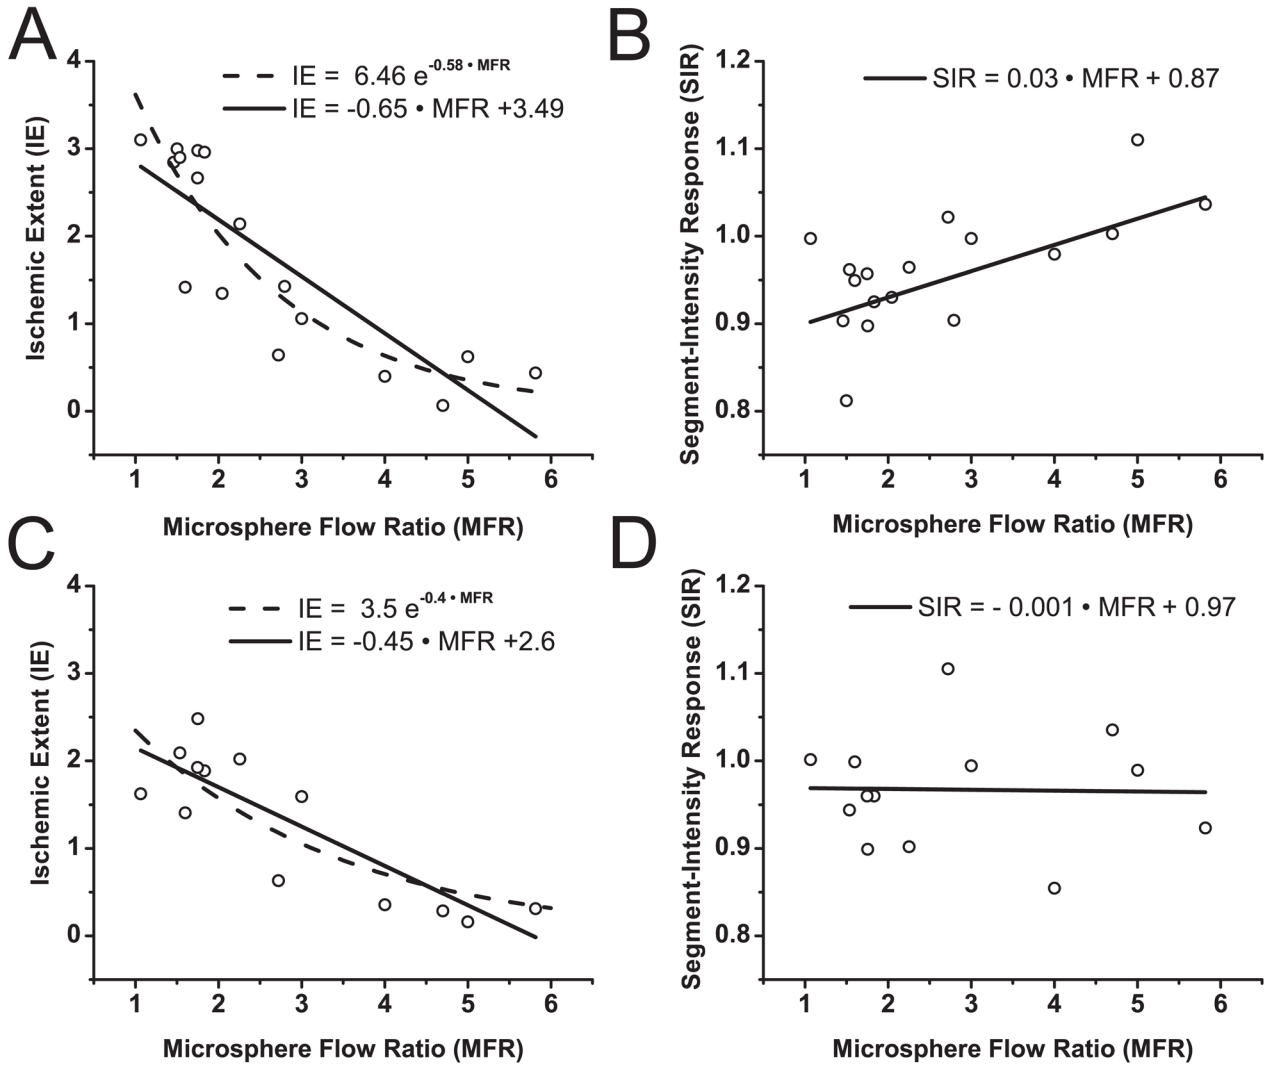 A
4
3
2
1
0
Ischemic Extent (IE)
IE = 6.46 e-0.58 • MFR
IE = -0.65 • MFR +3.49
1 2 3 4 5 6
Microsphere Flow Ratio (MFR)
B
1.2
1.1
1.0
0.9
0.8
Segment-Intensity Response (SIR)
SIR = 0.03 • MFR + 0.87
1 2 3 4 5 6
Microsphere Flow Ratio (MFR)
C
4
3
2
1
0
Ischemic Extent (IE)
IE = 3.5 e-0.4 • MFR
IE = -0.45 • MFR +2.6
1 2 3 4 5 6
Microsphere Flow Ratio (MFR)
D
1.2
1.1
1.0
0.9
0.8
Segment-Intensity Response (SIR)
SIR = - 0.001 • MFR + 0.97
1 2 3 4 5 6
Microsphere Flow Ratio (MFR)